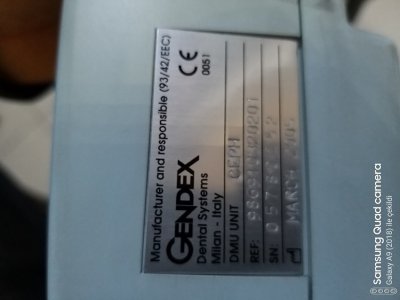 Manufacturer and responsible (93/42/EEC)
GENDEX
CE
0051
Dental Systems
Milan - Italy
DMU UNIT CEPH
REF:
SN:
MARCH
Samsung Quad camera
Galaxy A9 (2018) ile çekildi